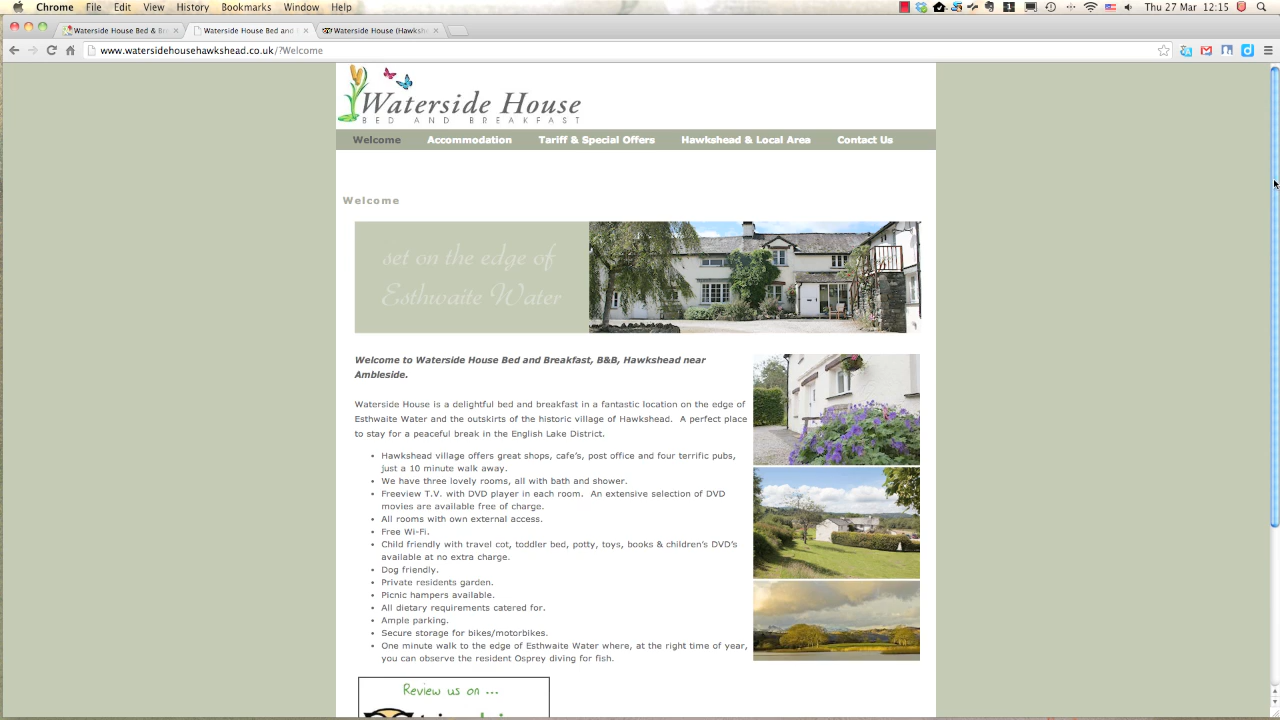 Chrome File Edit View History Bookmarks Window Help
1 Thu 27 Mar 12:15
Waterside House Bed & Br Waterside House Bed and Waterside House (Hawksh
www.watersidehousehawkshead.co.uk/?Welcome
Waterside House
BED AND BREAKFAST
Welcome Accommodation Tariff & Special Offers Hawkshead & Local Area Contact Us
Welcome
set on the edge of
Esthwaite Water
Welcome to Waterside House Bed and Breakfast, B&B, Hawkshead near
Ambleside.
Waterside House is a delightful bed and breakfast in a fantastic location on the edge of
Esthwaite Water and the outskirts of the historic village of Hawkshead. A perfect place
to stay for a peaceful break in the English Lake District.
• Hawkshead village offers great shops, cafe's, post office and four terrific pubs,
just a 10 minute walk away.
• We have three lovely rooms, all with bath and shower.
• Freeview T.V. with DVD player in each room. An extensive selection of DVD
movies are available free of charge.
• All rooms with own external access.
• Free Wi-Fi.
• Child friendly with travel cot, toddler bed, potty, toys, books & children's DVD's
available at no extra charge.
• Dog friendly.
• Private residents garden.
• Picnic hampers available.
• All dietary requirements catered for.
• Ample parking.
• Secure storage for bikes/motorbikes.
• One minute walk to the edge of Esthwaite Water where, at the right time of year,
you can observe the resident Osprey diving for fish.
Review us on ...